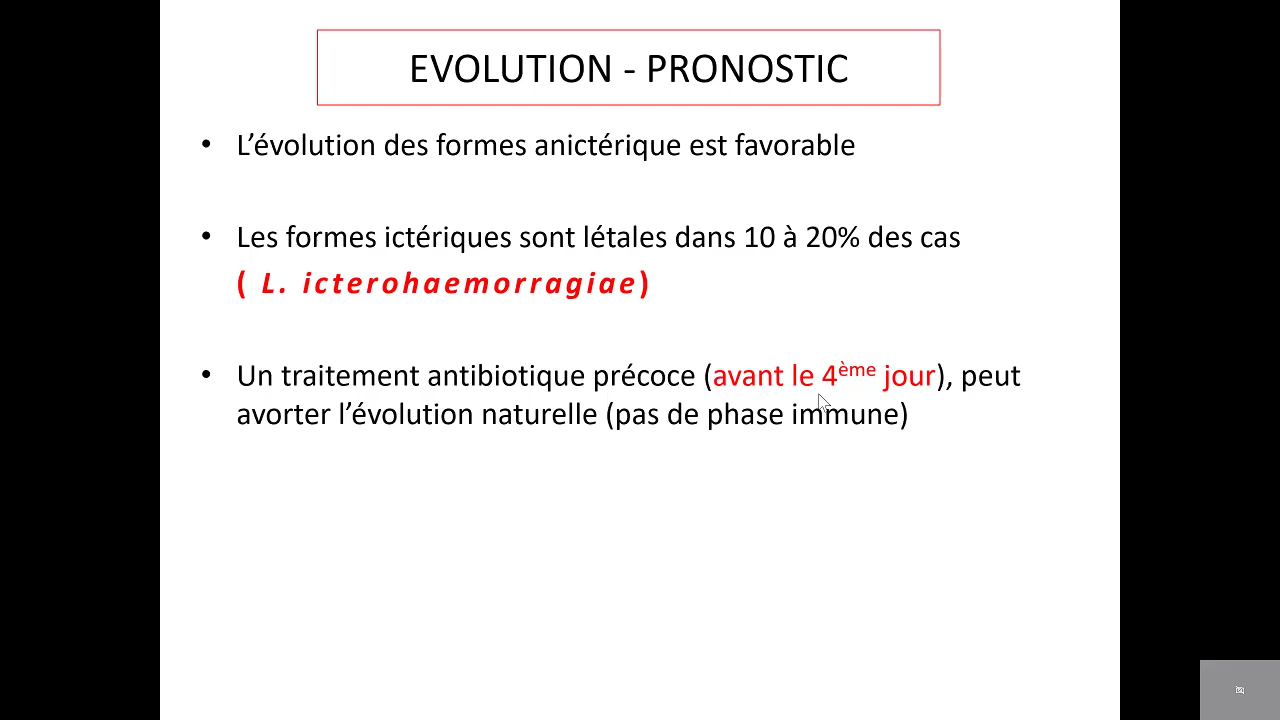 EVOLUTION - PRONOSTIC
• L’évolution des formes anictérique est favorable
• Les formes ictériques sont létales dans 10 à 20% des cas
( L. icterohaemorragiae)
• Un traitement antibiotique précoce (avant le 4ème jour), peut
avorter l’évolution naturelle (pas de phase immune)